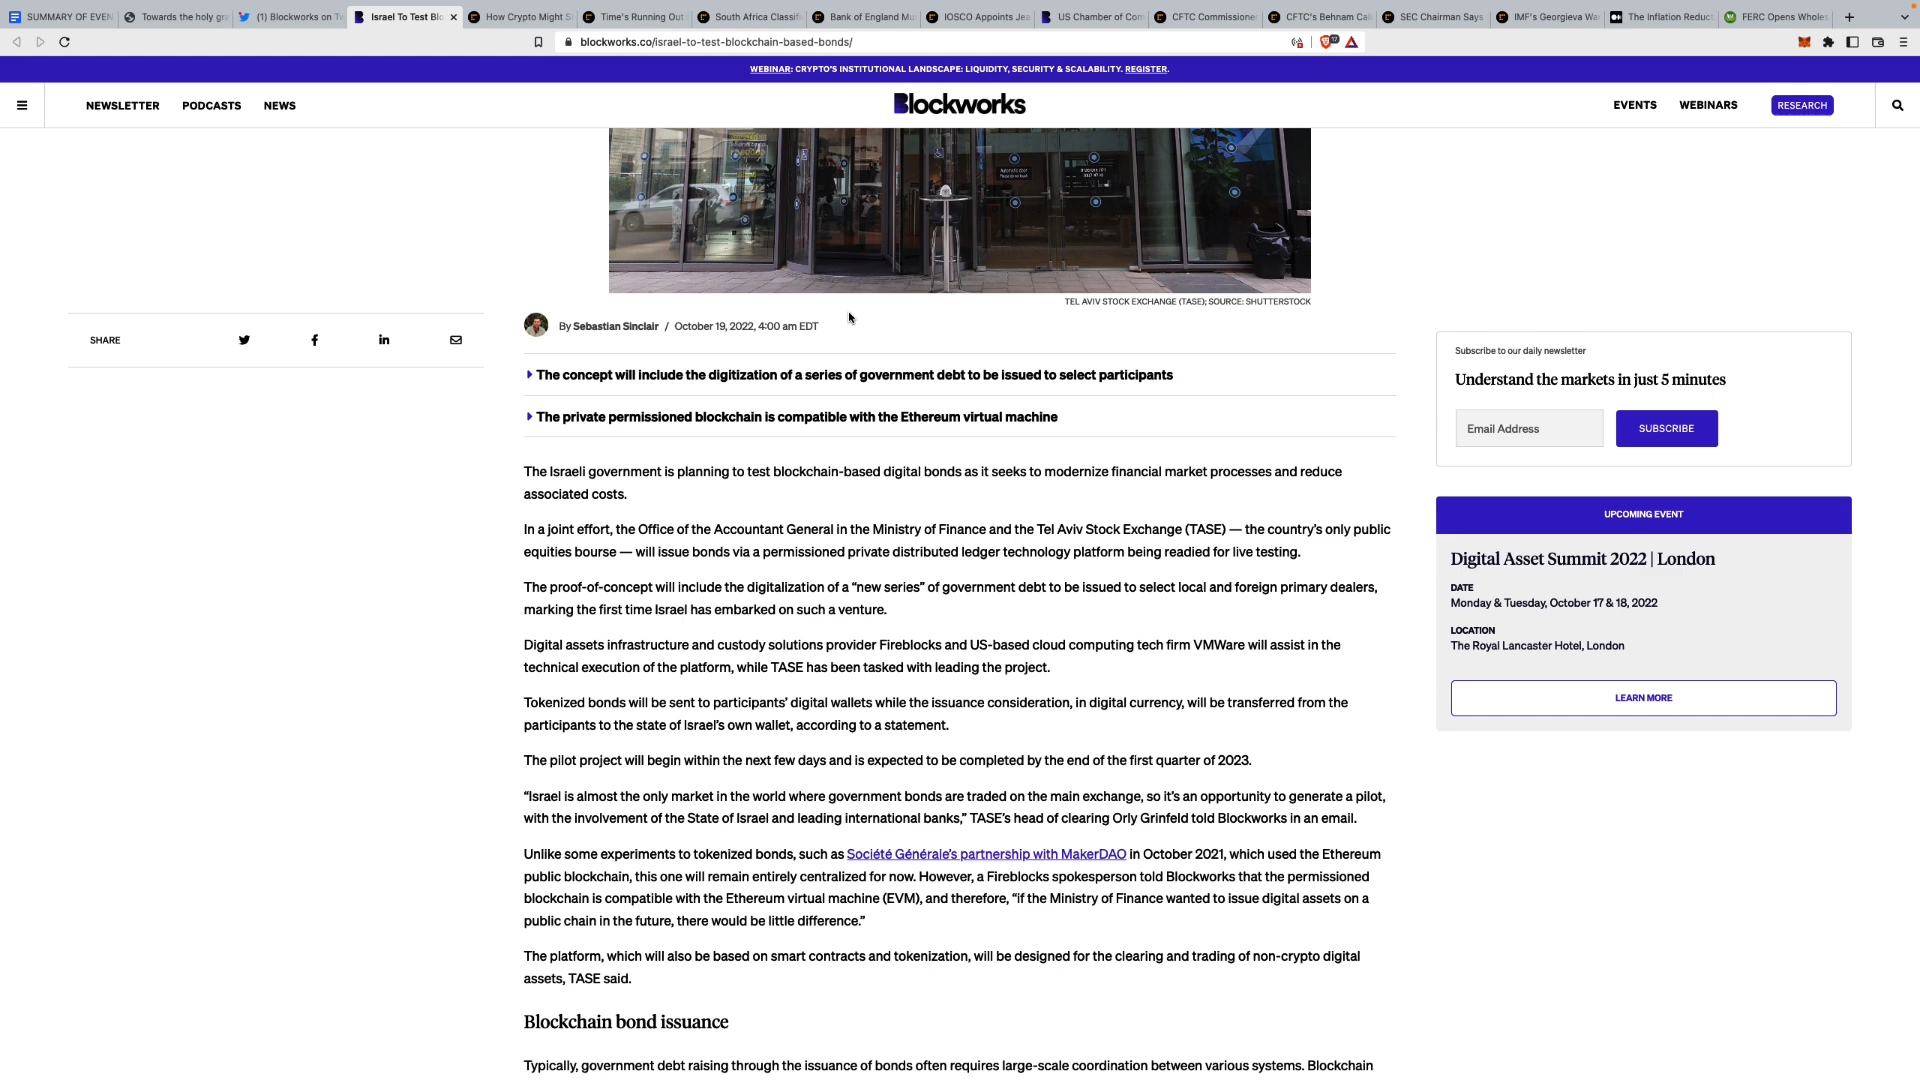 SUMMARY OF EVEN
Towards the holy gr
(1) Blockworks on Tw
Israel To Test Blo
How Crypto Might S
Time's Running Out
South Africa Classifi
Bank of England Mu
IOSCO Appoints Jea
US Chamber of Com
CFTC Commissioner
CFTC's Behnam Cal
SEC Chairman Says
IMF's Georgieva Wa
The Inflation Reduct
FERC Opens Wholes
blockworks.co/israel-to-test-blockchain-based-bonds/
17
WEBINAR: CRYPTO'S INSTITUTIONAL LANDSCAPE: LIQUIDITY, SECURITY & SCALABILITY. REGISTER.
NEWSLETTER
PODCASTS
NEWS
Blockworks
EVENTS
WEBINARS
RESEARCH
TEL AVIV STOCK EXCHANGE (TASE); SOURCE: SHUTTERSTOCK
By Sebastian Sinclair / October 19, 2022, 4:00 am EDT
SHARE
The concept will include the digitization of a series of government debt to be issued to select participants
The private permissioned blockchain is compatible with the Ethereum virtual machine
The Israeli government is planning to test blockchain-based digital bonds as it seeks to modernize financial market processes and reduce
associated costs.
In a joint effort, the Office of the Accountant General in the Ministry of Finance and the Tel Aviv Stock Exchange (TASE) — the country's only public
equities bourse — will issue bonds via a permissioned private distributed ledger technology platform being readied for live testing.
The proof-of-concept will include the digitalization of a “new series” of government debt to be issued to select local and foreign primary dealers,
marking the first time Israel has embarked on such a venture.
Digital assets infrastructure and custody solutions provider Fireblocks and US-based cloud computing tech firm VMWare will assist in the
technical execution of the platform, while TASE has been tasked with leading the project.
Tokenized bonds will be sent to participants’ digital wallets while the issuance consideration, in digital currency, will be transferred from the
participants to the state of Israel’s own wallet, according to a statement.
The pilot project will begin within the next few days and is expected to be completed by the end of the first quarter of 2023.
“Israel is almost the only market in the world where government bonds are traded on the main exchange, so it’s an opportunity to generate a pilot,
with the involvement of the State of Israel and leading international banks,” TASE’s head of clearing Orly Grinfeld told Blockworks in an email.
Unlike some experiments to tokenized bonds, such as Société Générale’s partnership with MakerDAO in October 2021, which used the Ethereum
public blockchain, this one will remain entirely centralized for now. However, a Fireblocks spokesperson told Blockworks that the permissioned
blockchain is compatible with the Ethereum virtual machine (EVM), and therefore, “if the Ministry of Finance wanted to issue digital assets on a
public chain in the future, there would be little difference.”
The platform, which will also be based on smart contracts and tokenization, will be designed for the clearing and trading of non-crypto digital
assets, TASE said.
Blockchain bond issuance
Typically, government debt raising through the issuance of bonds often requires large-scale coordination between various systems. Blockchain
Subscribe to our daily newsletter
Understand the markets in just 5 minutes
Email Address
SUBSCRIBE
UPCOMING EVENT
Digital Asset Summit 2022 | London
DATE
Monday & Tuesday, October 17 & 18, 2022
LOCATION
The Royal Lancaster Hotel, London
LEARN MORE